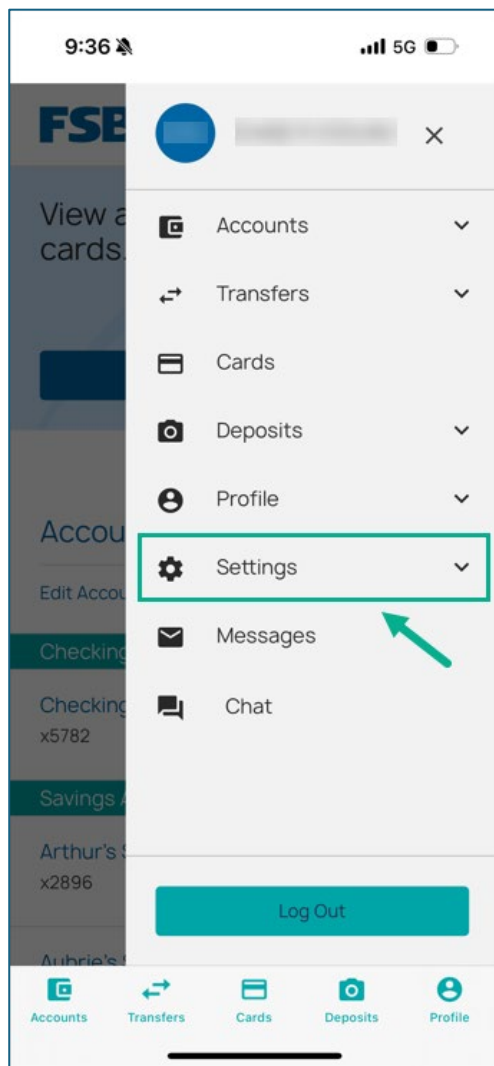 9:36
5G
FSB
View a
cards.
Accounts
Transfers
Cards
Deposits
Profile
Settings
Messages
Chat
Accou
Edit Accou
Checking
Checking
x5782
Savings A
Arthur's S
x2896
Aubrie's S
Log Out
Accounts
Transfers
Cards
Deposits
Profile